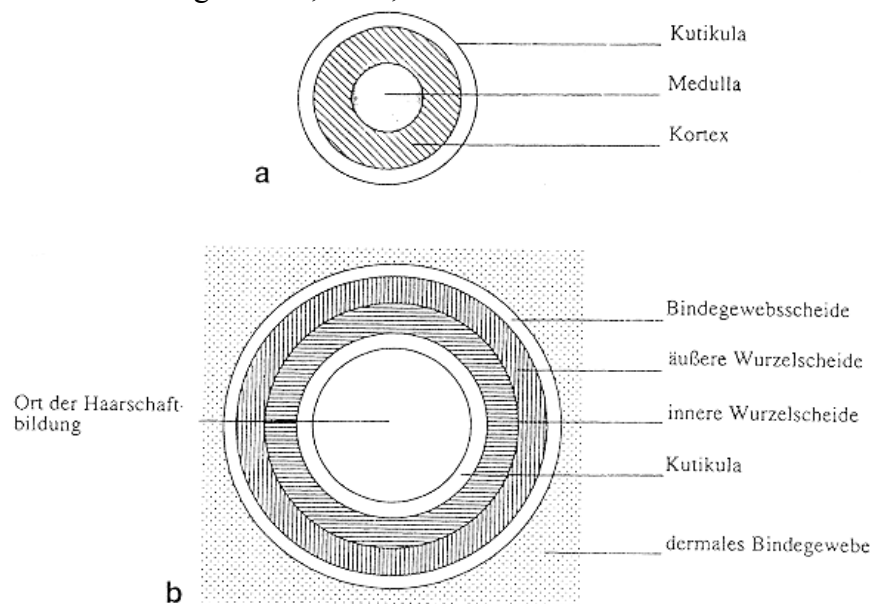 Kutikula
Medulla
Kortex
a
Bindegewebsscheide
äußere Wurzelscheide
Ort der Haarschaft-
bildung
innere Wurzelscheide
Kutikula
dermales Bindegewebe
b